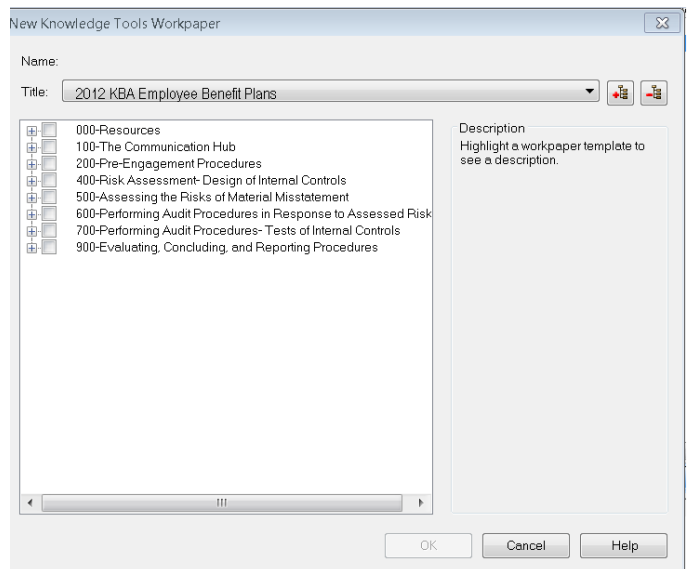 New Knowledge Tools Workpaper
Name:
Title: 2012 KBA Employee Benefit Plans
000-Resources
100-The Communication Hub
200-Pre-Engagement Procedures
400-Risk Assessment- Design of Internal Controls
500-Assessing the Risks of Material Misstatement
600-Performing Audit Procedures in Response to Assessed Risk
700-Performing Audit Procedures- Tests of Internal Controls
900-Evaluating, Concluding, and Reporting Procedures
Description
Highlight a workpaper template to
see a description.
OK Cancel Help